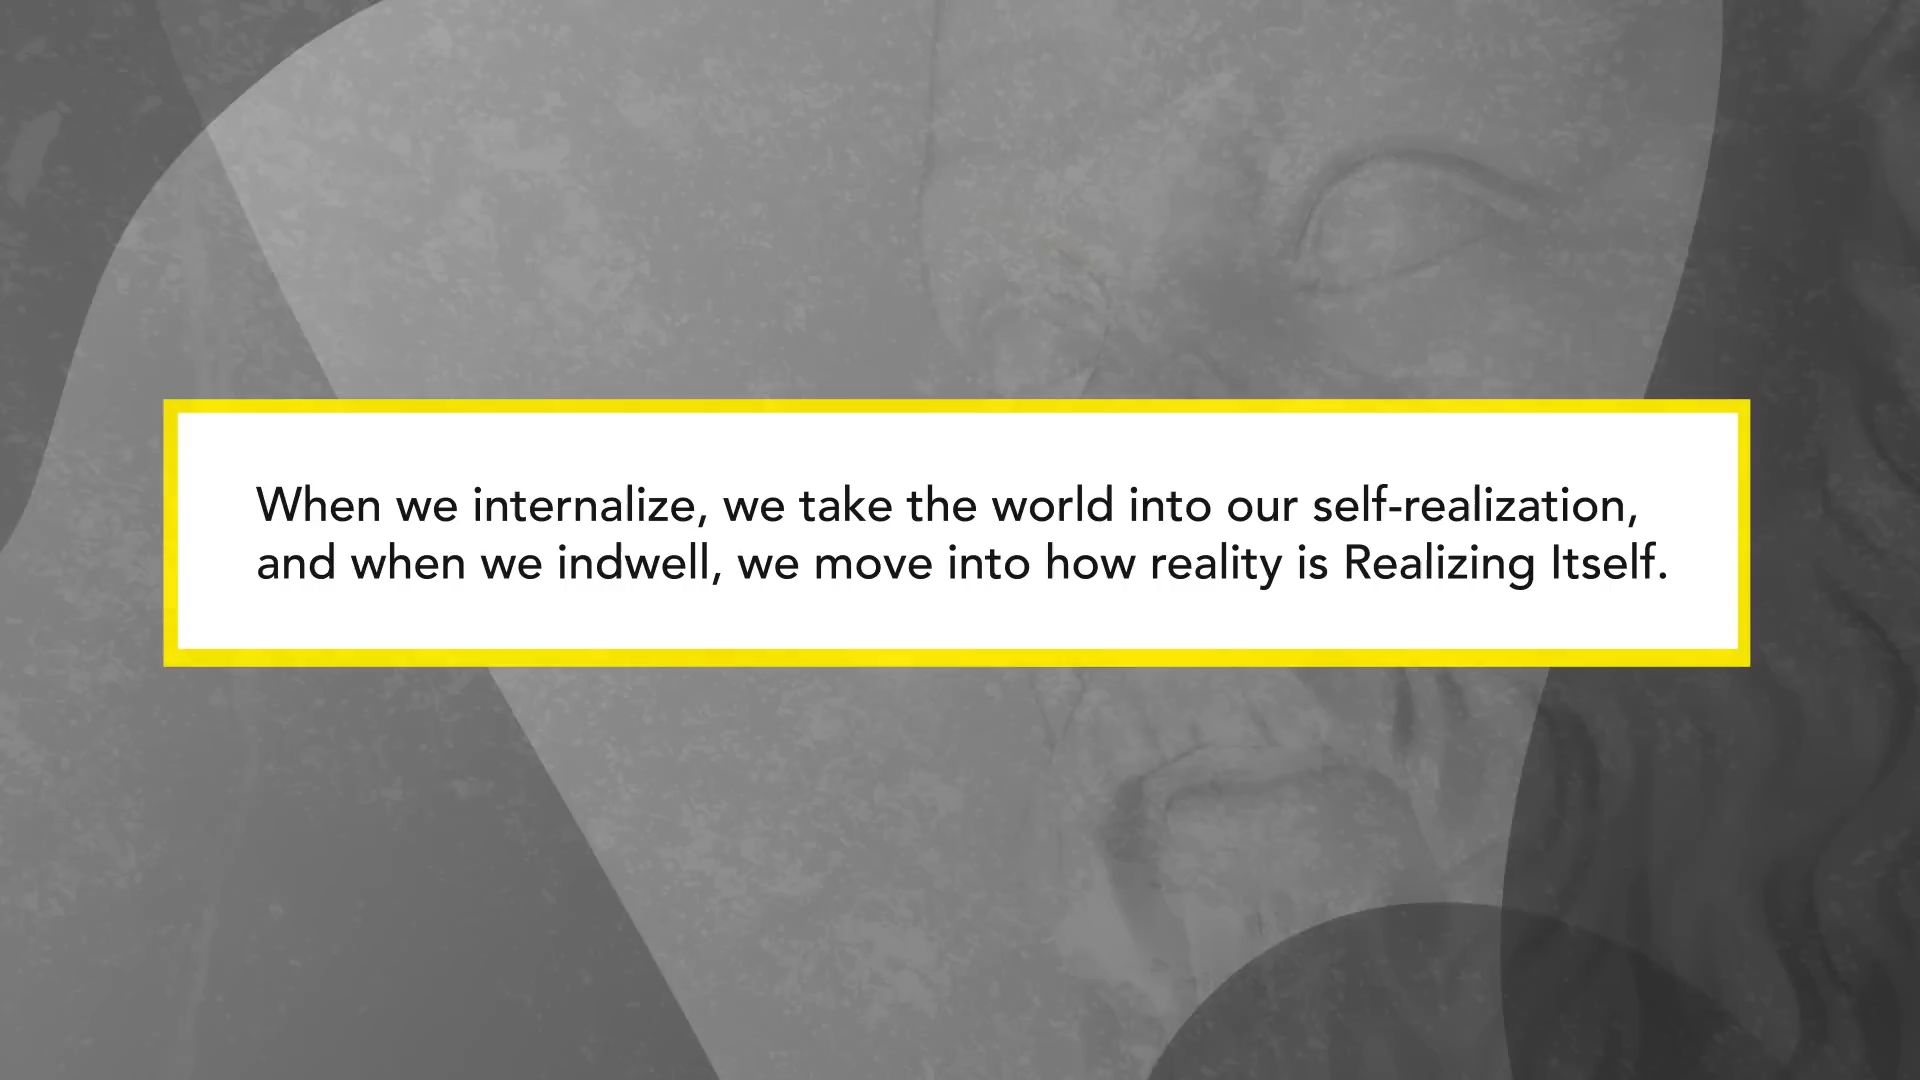 When we internalize, we take the world into our self-realization,
and when we indwell, we move into how reality is Realizing Itself.